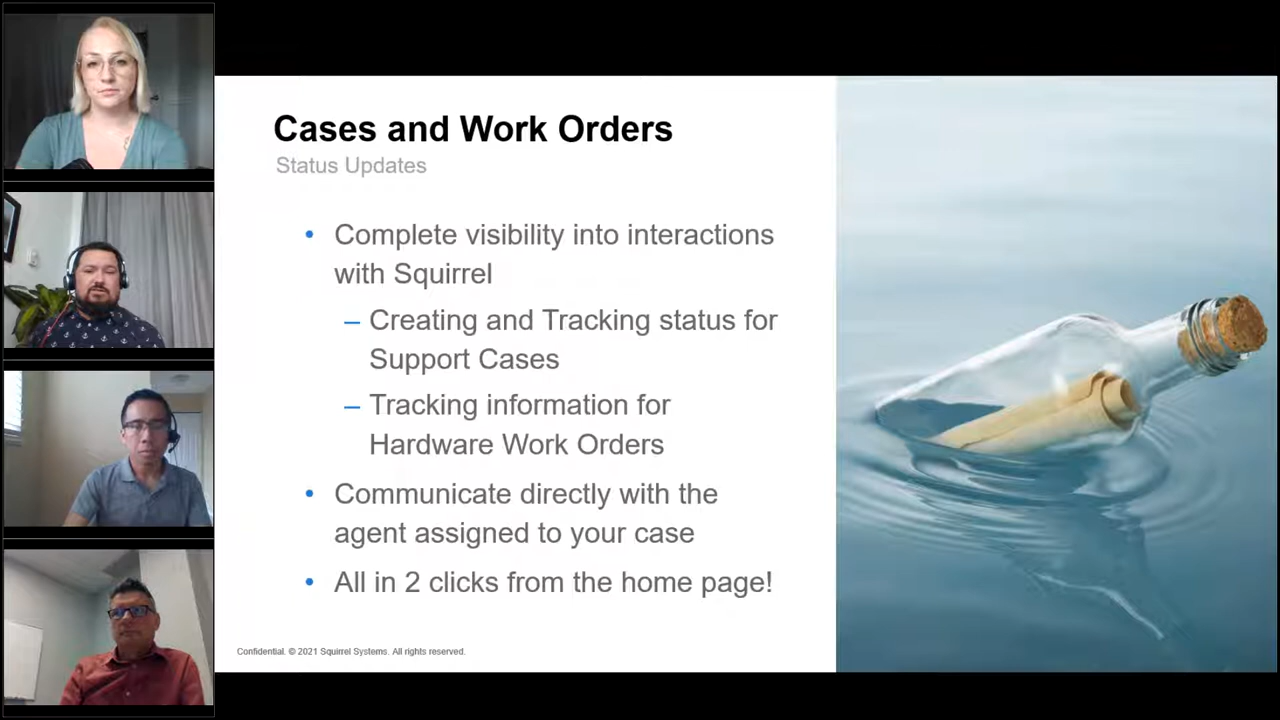 Cases and Work Orders
Status Updates
• Complete visibility into interactions
with Squirrel
– Creating and Tracking status for
Support Cases
– Tracking information for
Hardware Work Orders
• Communicate directly with the
agent assigned to your case
• All in 2 clicks from the home page!
Confidential. © 2021 Squirrel Systems. All rights reserved.